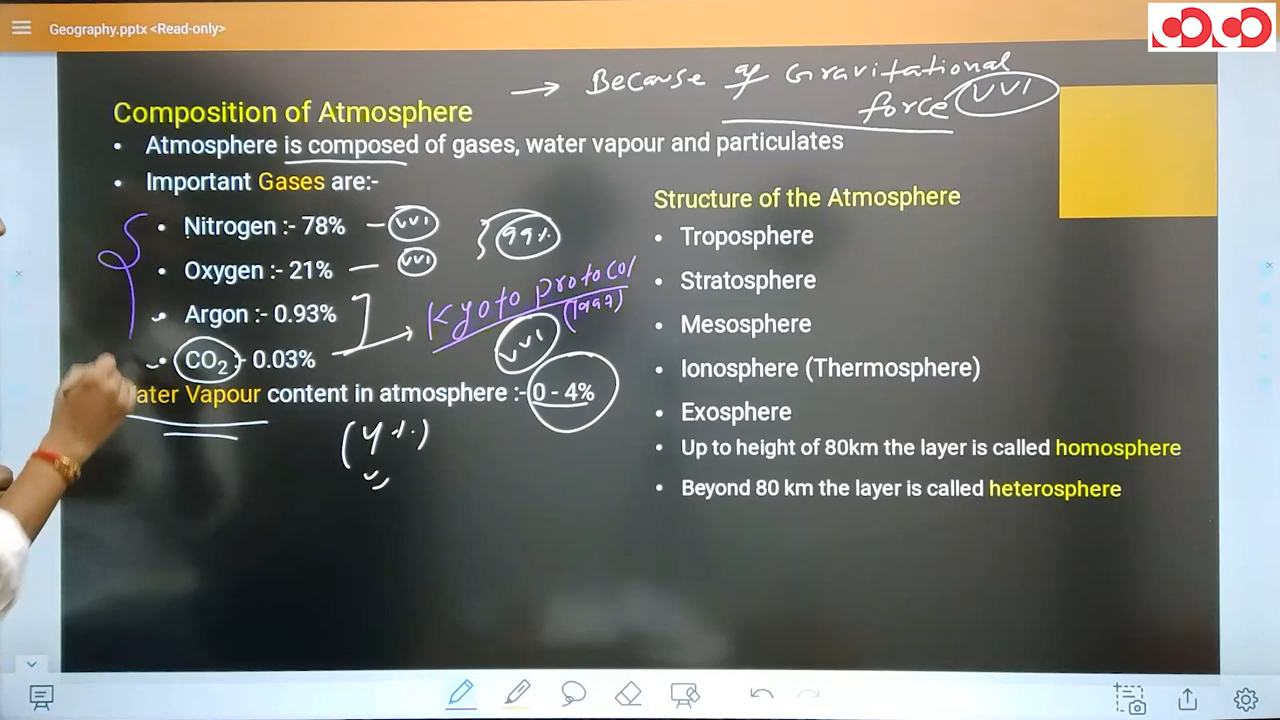 Geography.pptx <Read-only>
→ Because of Gravitational
force VVI
Composition of Atmosphere
• Atmosphere is composed of gases, water vapour and particulates
• Important Gases are:-
• Nitrogen :- 78% — VVI
99%
• Oxygen :- 21% — VVI
• Argon :- 0.93%
Kyoto protocol
(1997)
VVI
• CO₂ :- 0.03%
ater Vapour content in atmosphere :- 0 - 4%
(4%)
Structure of the Atmosphere
• Troposphere
• Stratosphere
• Mesosphere
• Ionosphere (Thermosphere)
• Exosphere
• Up to height of 80km the layer is called homosphere
• Beyond 80 km the layer is called heterosphere